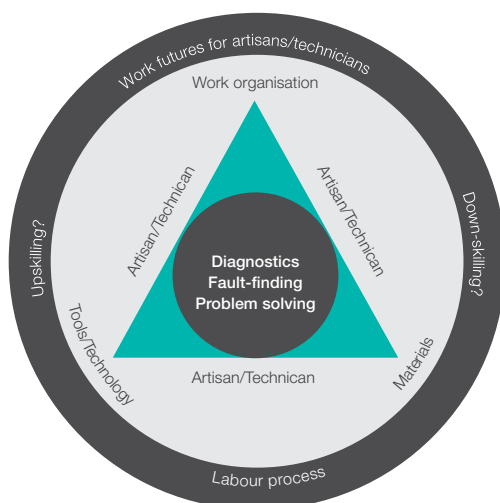 Work futures for artisans/technicians
Work organisation
Artisan/Technican
Artisan/Technican
Upskilling?
Down-skilling?
Diagnostics
Fault-finding
Problem solving
Tools/Technology
Materials
Artisan/Technican
Labour process